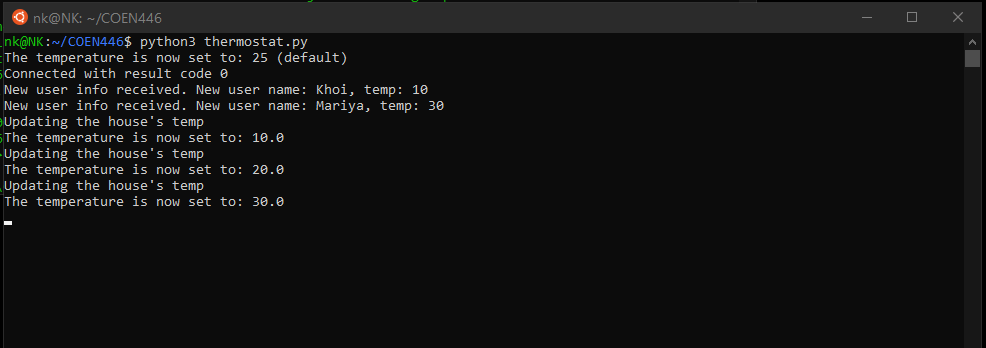 nk@NK: ~/COEN446
nk@NK:~/COEN446$ python3 thermostat.py
The temperature is now set to: 25 (default)
Connected with result code 0
New user info received. New user name: Khoi, temp: 10
New user info received. New user name: Mariya, temp: 30
Updating the house's temp
The temperature is now set to: 10.0
Updating the house's temp
The temperature is now set to: 20.0
Updating the house's temp
The temperature is now set to: 30.0